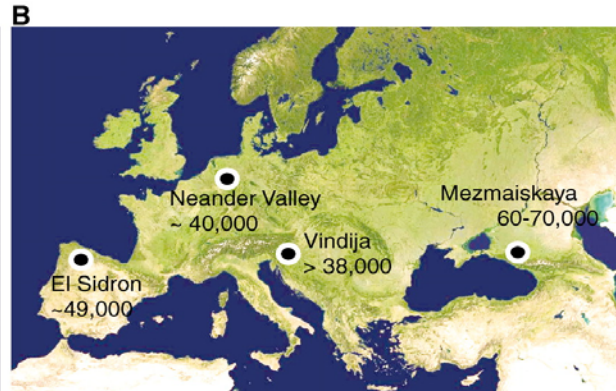 B
Neander Valley
~ 40,000
Mezmaiskaya
60-70,000
Vindija
> 38,000
El Sidron
~49,000